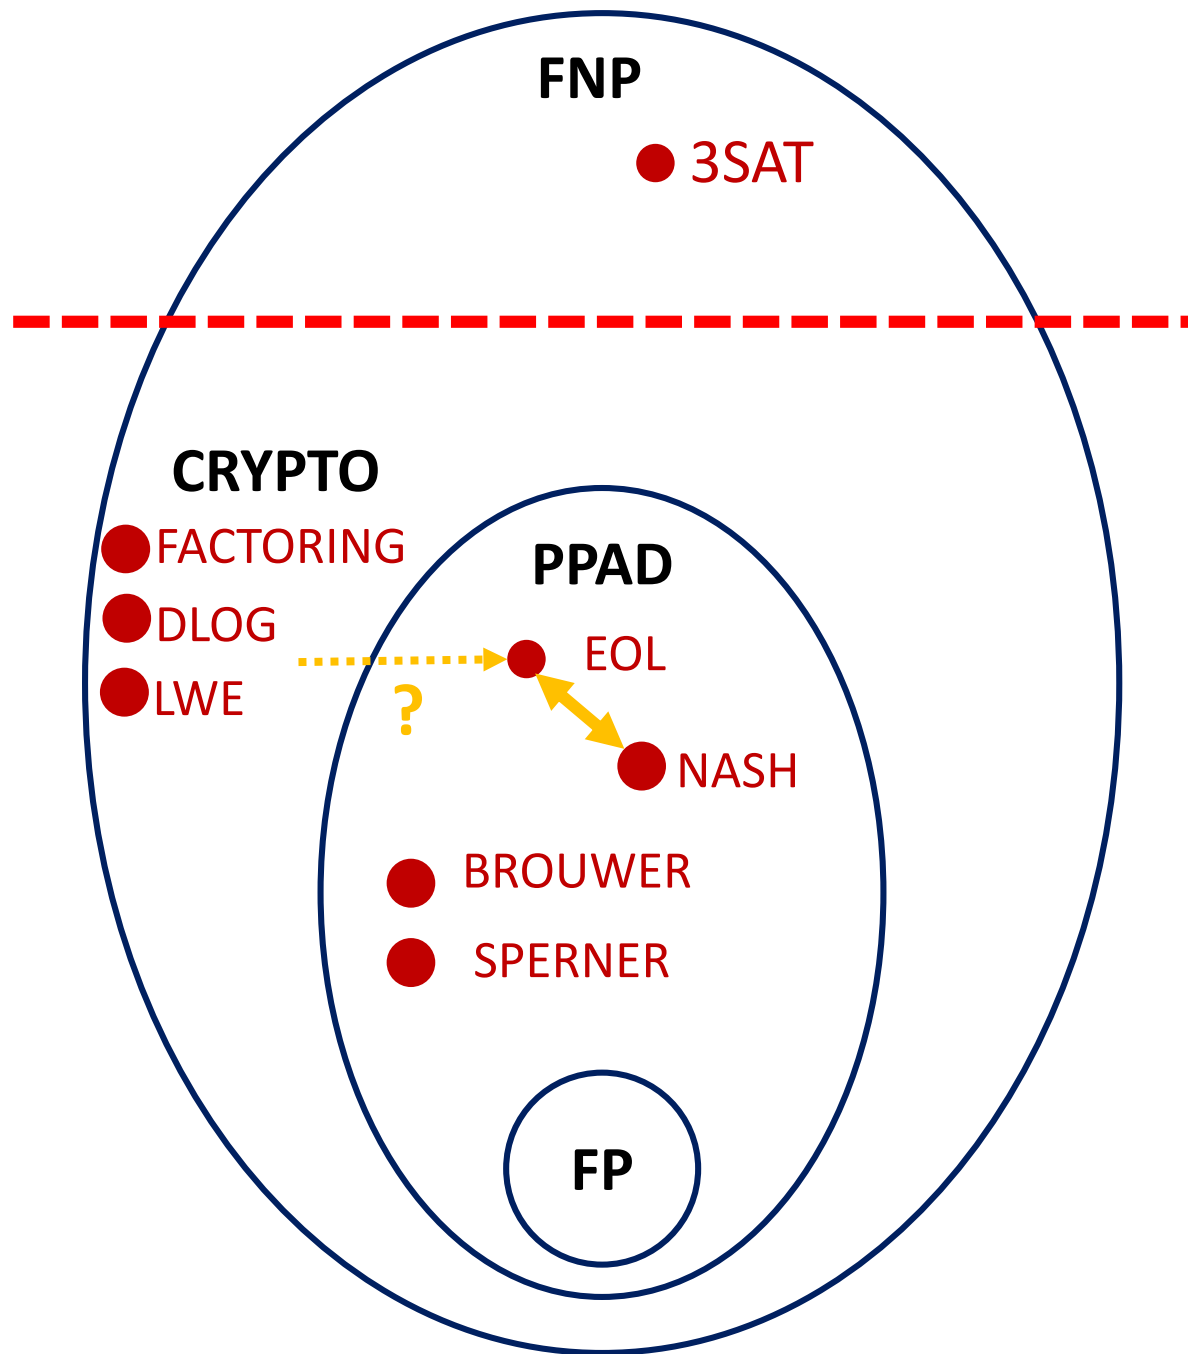 FNP
3SAT
CRYPTO
FACTORING
DLOG
LWE
?
PPAD
EOL
NASH
BROUWER
SPERNER
FP